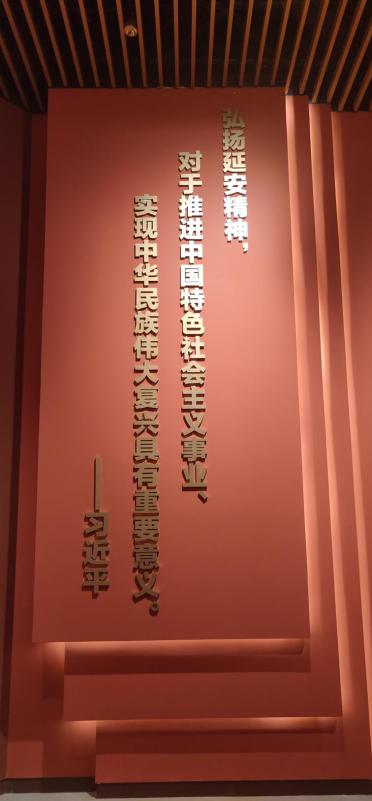 弘扬延安精神，
对于推进中国特色社会主义事业、
实现中华民族伟大复兴具有重要意义。
——习近平